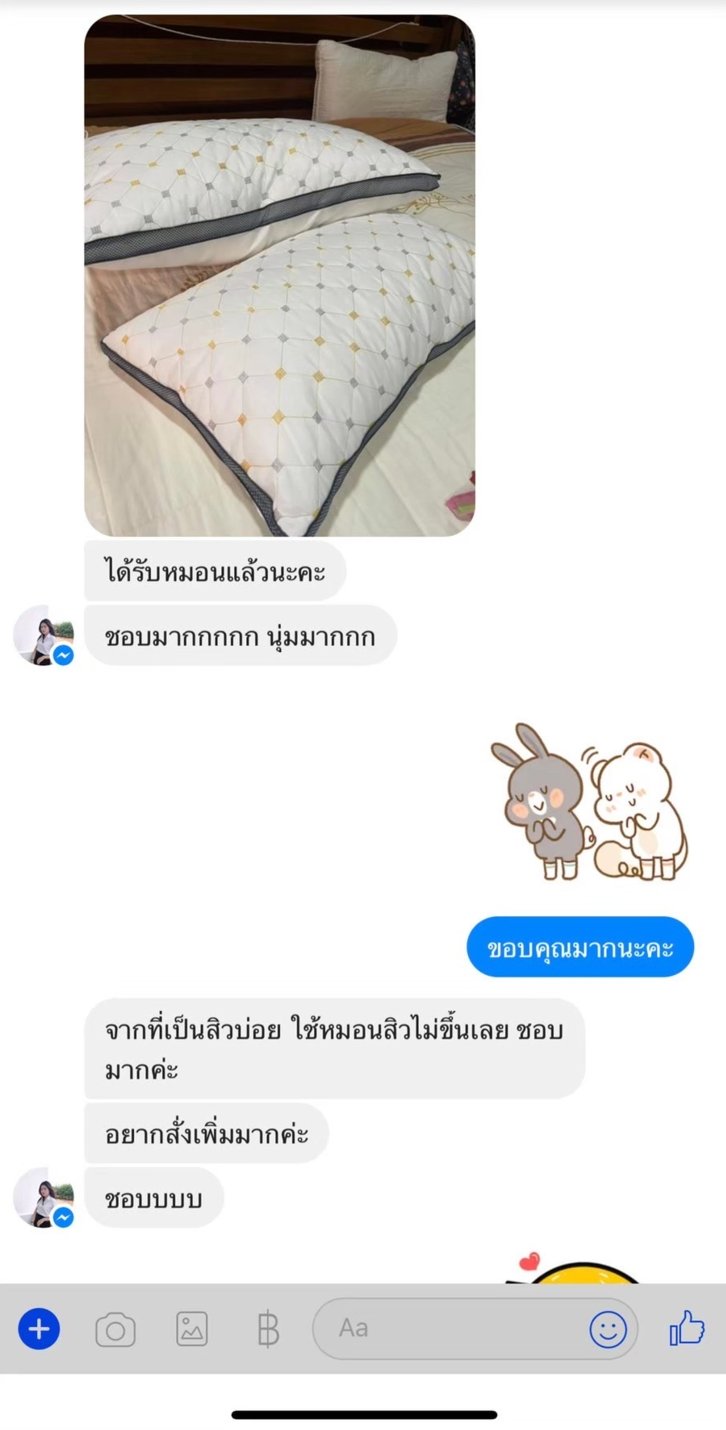 ได้รับหมอนแล้วนะคะ
ชอบมากกกกก นุ่มมากกก
ขอบคุณมากนะคะ
จากที่เป็นสิวบ่อย ใช้หมอนสิวไม่ขึ้นเลย ชอบ
มากค่ะ
อยากสั่งเพิ่มมากค่ะ
ชอบบบบ
Aa